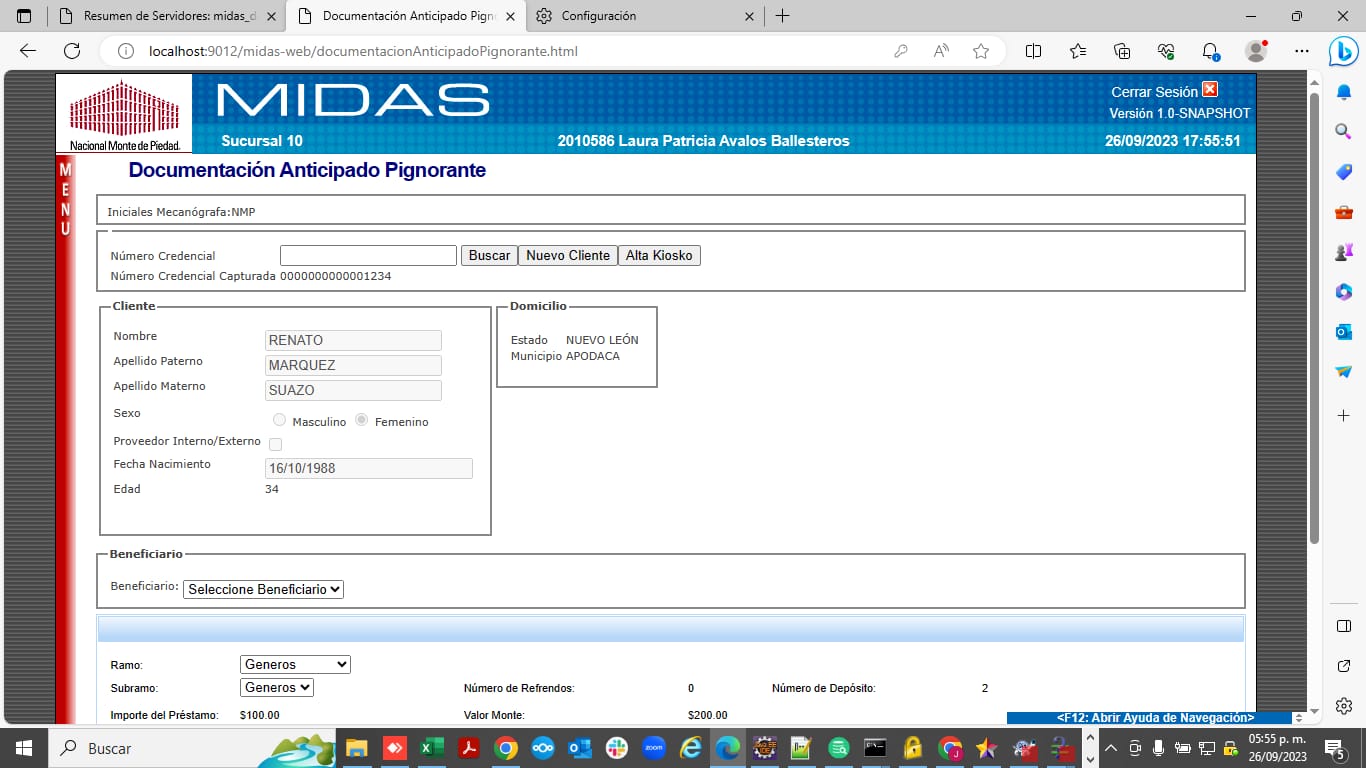 Resumen de Servidores: midas_d
Documentación Anticipado Pigno
Configuración
localhost:9012/midas-web/documentacionAnticipadoPignorante.html
Nacional Monte de Piedad.
MIDAS
Cerrar Sesión
Versión 1.0-SNAPSHOT
Sucursal 10
2010586 Laura Patricia Avalos Ballesteros
26/09/2023 17:55:51
MENU
Documentación Anticipado Pignorante
Iniciales Mecanógrafa:NMP
Número Credencial
Buscar
Nuevo Cliente
Alta Kiosko
Número Credencial Capturada 0000000000001234
Cliente
Nombre RENATO
Apellido Paterno MARQUEZ
Apellido Materno SUAZO
Sexo Masculino Femenino
Proveedor Interno/Externo
Fecha Nacimiento 16/10/1988
Edad 34
Domicilio
Estado NUEVO LEÓN
Municipio APODACA
Beneficiario
Beneficiario: Seleccione Beneficiario
Ramo: Generos
Subramo: Generos Número de Refrendos: 0 Número de Depósito: 2
Importe del Préstamo: $100.00 Valor Monte: $200.00
<F12: Abrir Ayuda de Navegación>
Buscar
zoom
05:55 p. m.
26/09/2023
5